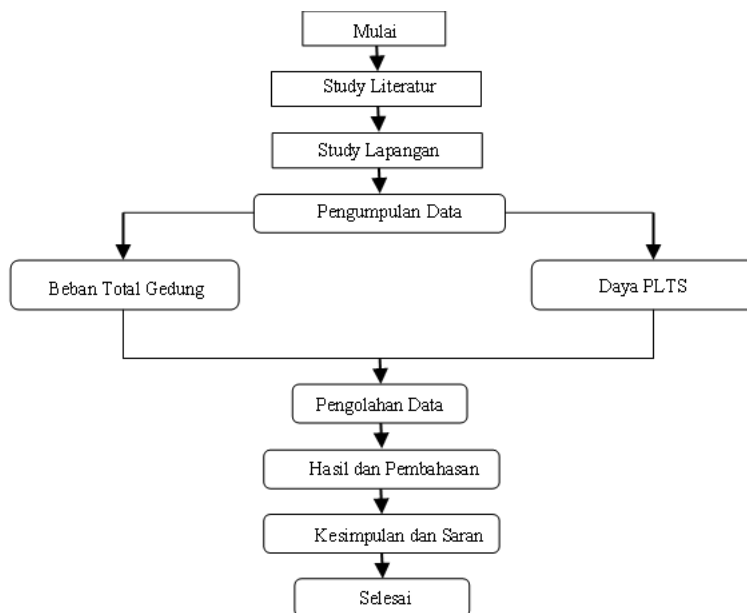 Mulai
Study Literatur
Study Lapangan
Pengumpulan Data
Beban Total Gedung
Daya PLTS
Pengolahan Data
Hasil dan Pembahasan
Kesimpulan dan Saran
Selesai